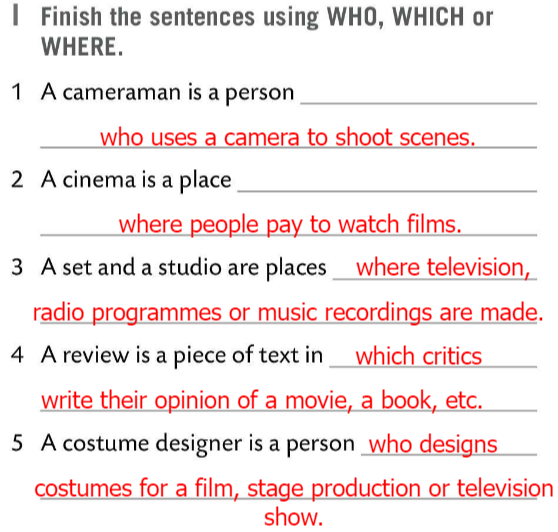 I Finish the sentences using WHO, WHICH or
WHERE.
1 A cameraman is a person
who uses a camera to shoot scenes.
2 A cinema is a place
where people pay to watch films.
3 A set and a studio are places where television,
radio programmes or music recordings are made.
4 A review is a piece of text in which critics
write their opinion of a movie, a book, etc.
5 A costume designer is a person who designs
costumes for a film, stage production or television
show.